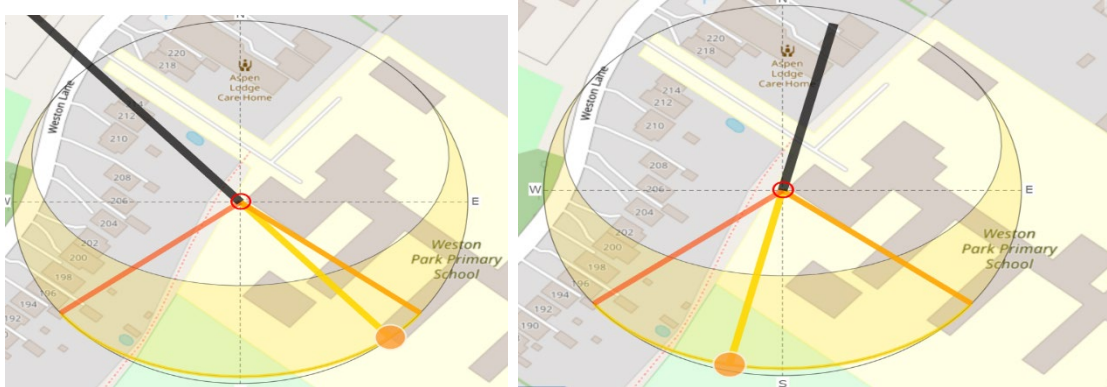 N
220
218
Aspen
Lodge
Care Home
Weston Lane
214
212
210
208
206
W
E
204
202
200
198
196
194
192
Weston
Park Primary
School
N
220
218
Aspen
Lodge
Care Home
Weston Lane
214
212
210
208
206
W
E
204
202
200
198
196
194
192
190
Weston
Park Primary
School
S